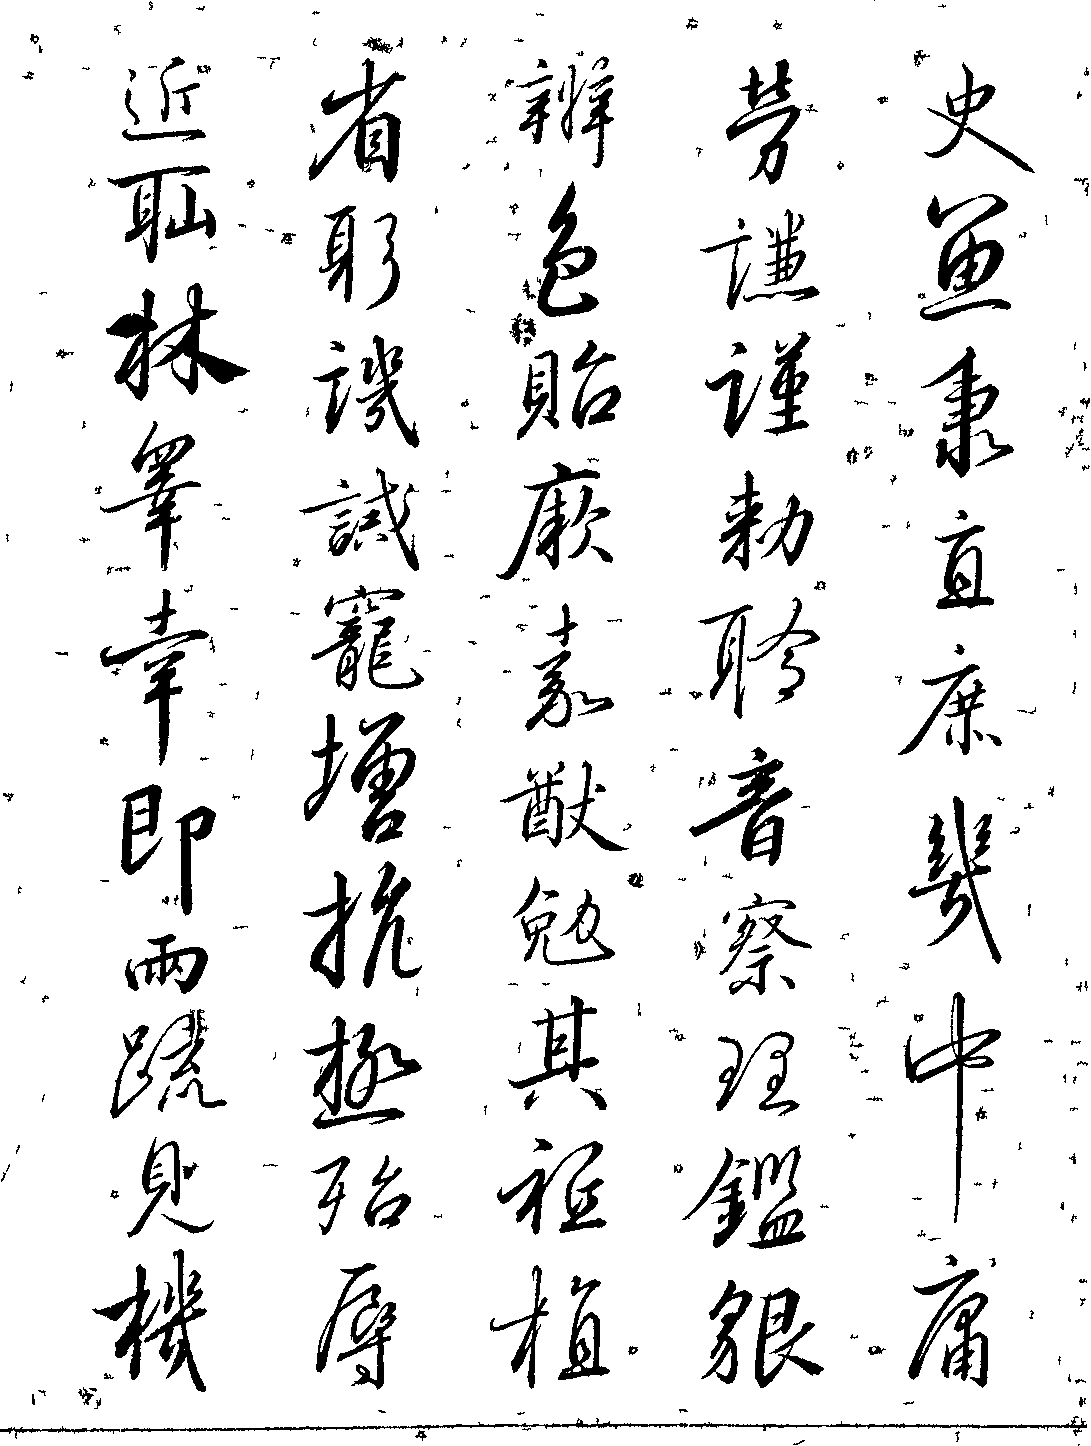 史魚秉直庶幾中庸
勞謙謹勑聆音察理鑑貌
辨色貽厥嘉猷勉其祗植
省躬譏誡寵增抗極殆辱
近恥林皋幸即兩疏見機